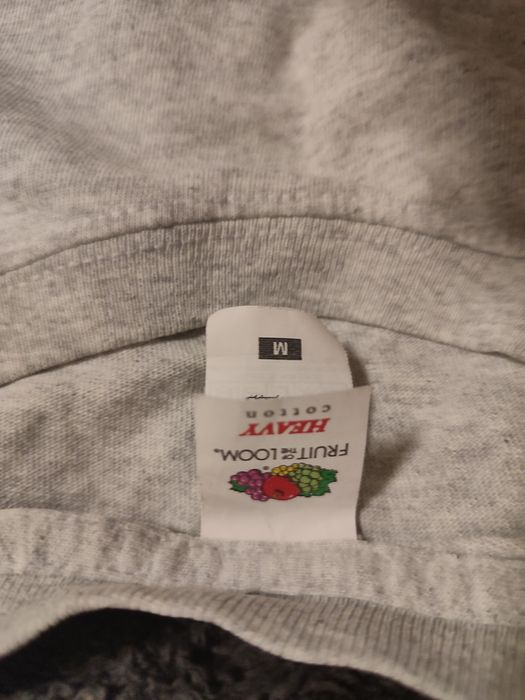 FRUIT OF THE LOOM®
HEAVY
cotton
M